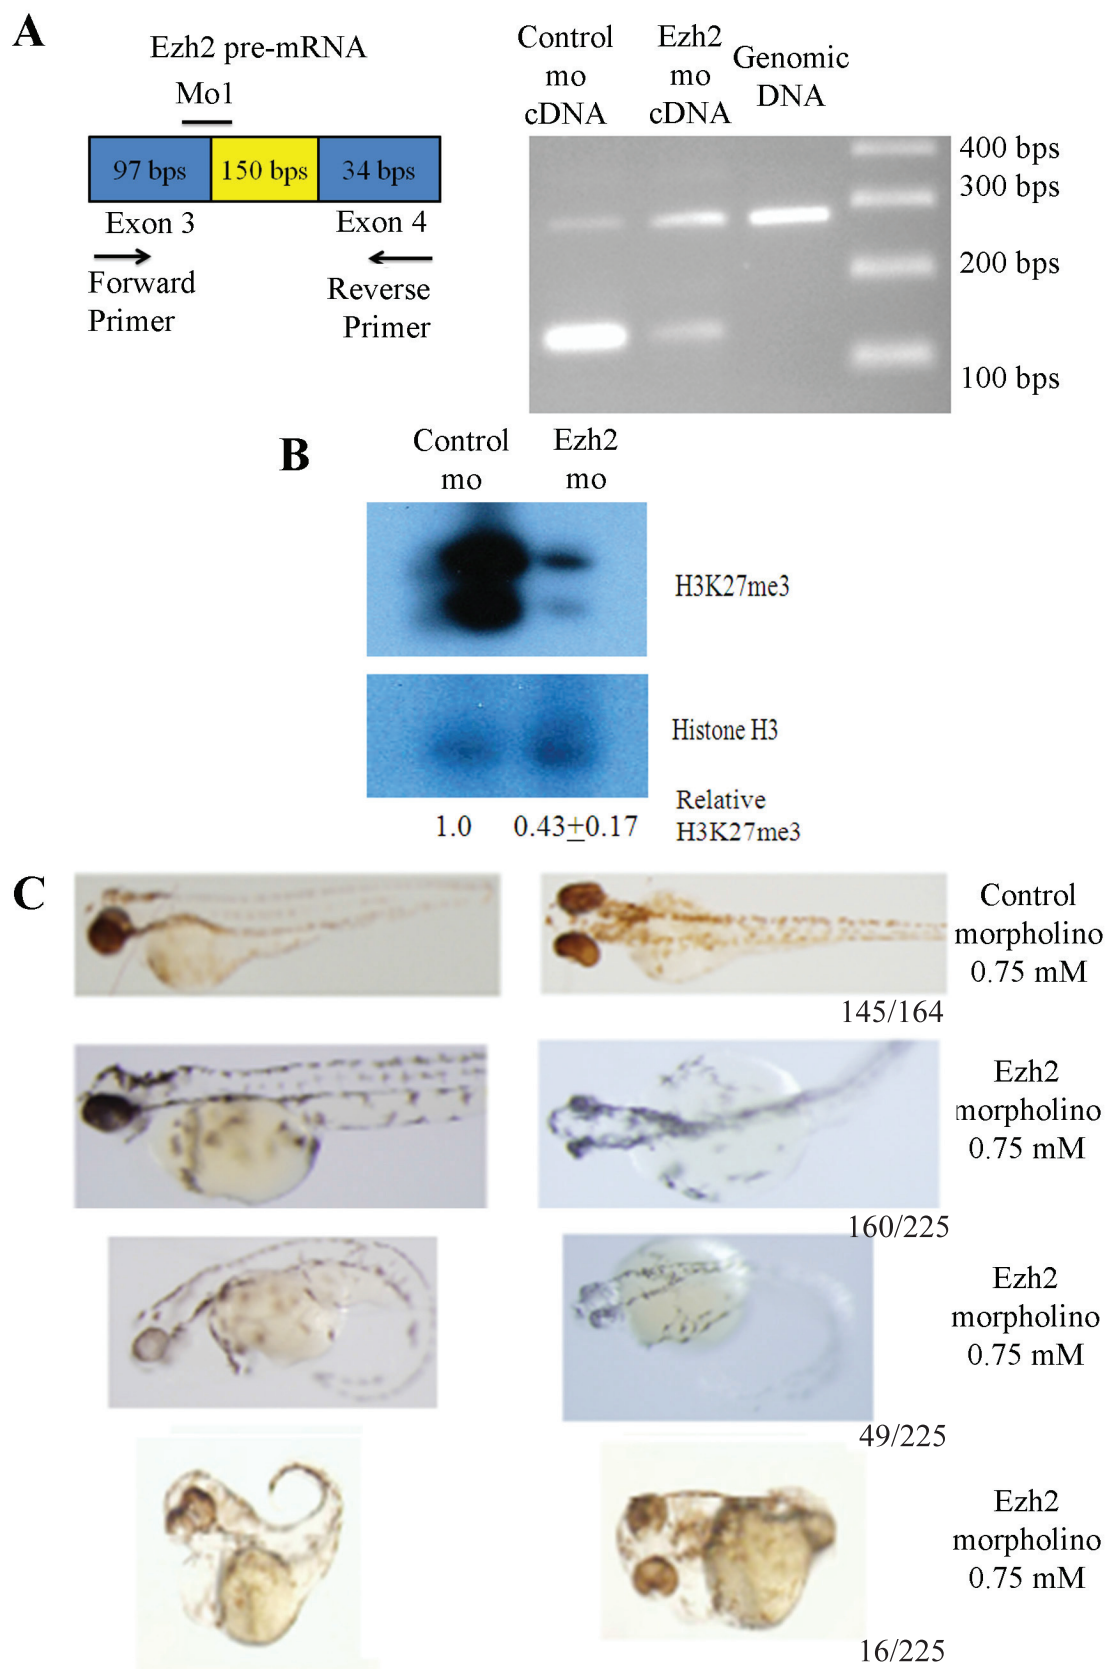 A
Ezh2 pre-mRNA
Mo1
97 bps
150 bps
34 bps
Exon 3
Exon 4
Forward
Primer
Reverse
Primer
Control
mo
cDNA
Ezh2
mo
cDNA
Genomic
DNA
400 bps
300 bps
200 bps
100 bps
B
Control
mo
Ezh2
mo
H3K27me3
Histone H3
1.0
0.43±0.17
Relative
H3K27me3
C
Control
morpholino
0.75 mM
145/164
Ezh2
morpholino
0.75 mM
160/225
Ezh2
morpholino
0.75 mM
49/225
Ezh2
morpholino
0.75 mM
16/225